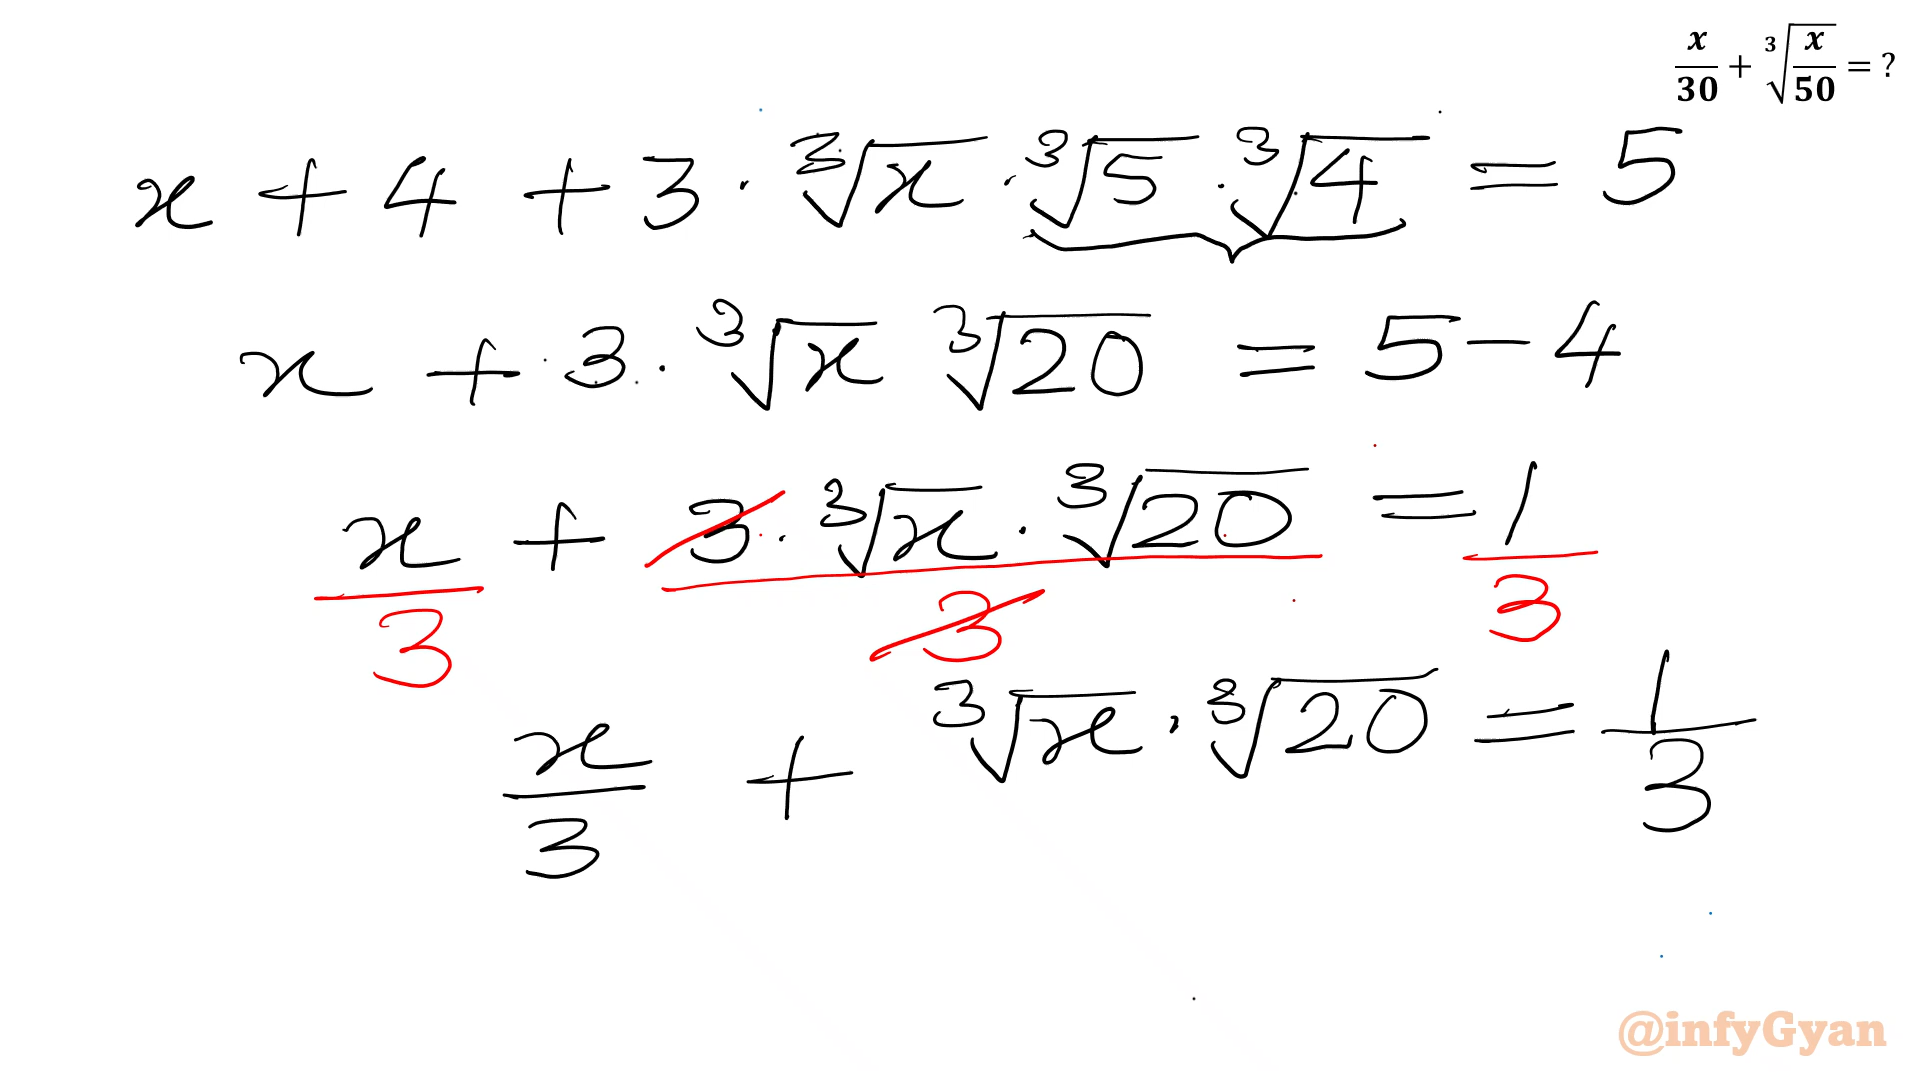 x/30 + ∛(x/50) = ?
x + 4 + 3 · ∛x · ∛5 · ∛4 = 5
x + 3 · ∛x ∛20 = 5 - 4
x/3 + 3 · ∛x · ∛20/3 = 1/3
x/3 + ∛x · ∛20 = 1/3
@infyGyan